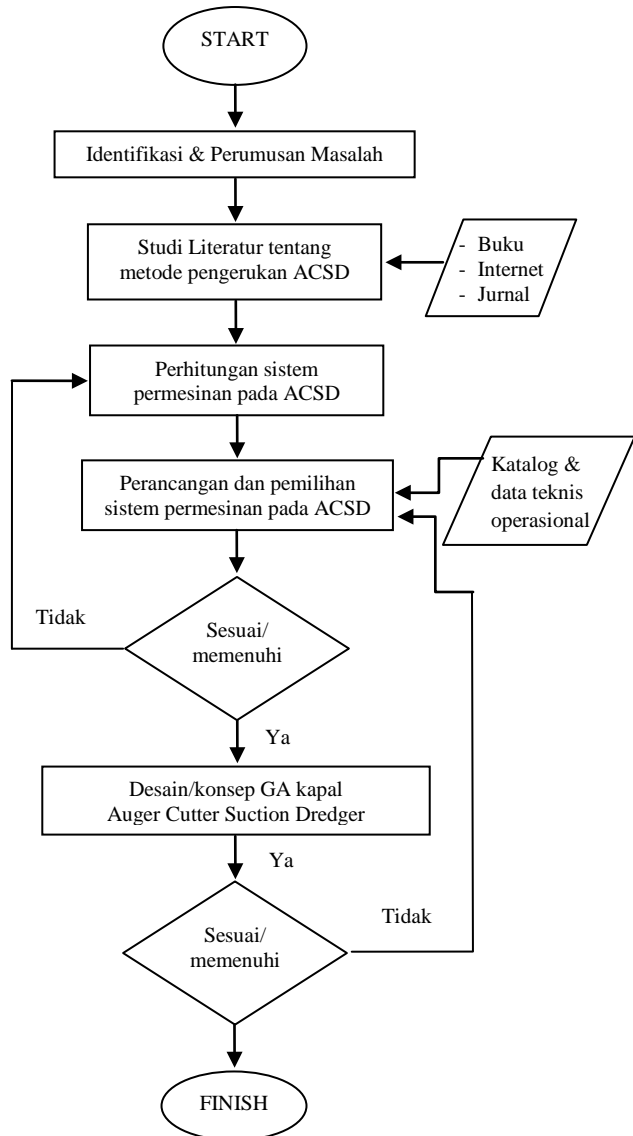 START
Identifikasi & Perumusan Masalah
Studi Literatur tentang
metode pengerukan ACSD
- Buku
- Internet
- Jurnal
Perhitungan sistem
permesinan pada ACSD
Perancangan dan pemilihan
sistem permesinan pada ACSD
Katalog &
data teknis
operasional
Tidak
Sesuai/
memenuhi
Ya
Desain/konsep GA kapal
Auger Cutter Suction Dredger
Ya
Tidak
Sesuai/
memenuhi
FINISH